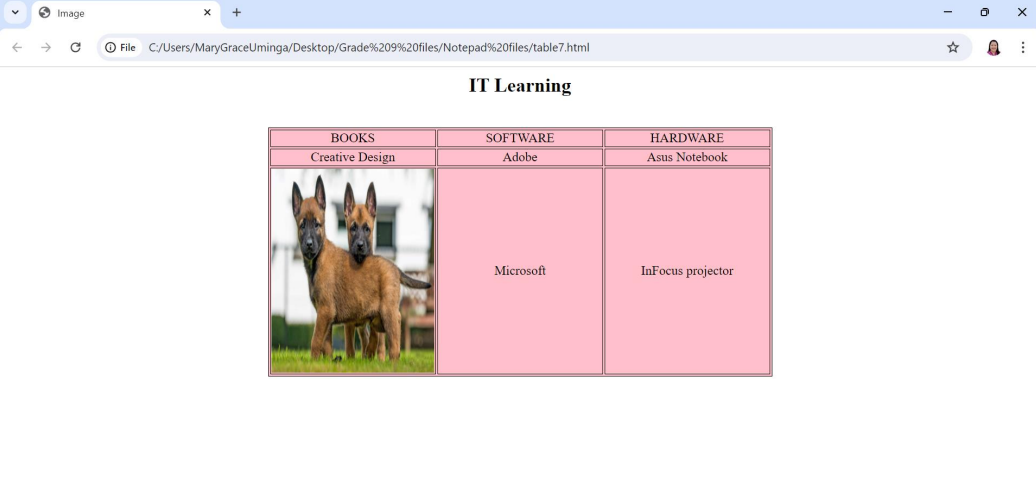 Image
File
C:/Users/MaryGraceUminga/Desktop/Grade%209%20files/Notepad%20files/table7.html
IT Learning
BOOKS SOFTWARE HARDWARE
Creative Design Adobe Asus Notebook
Microsoft InFocus projector